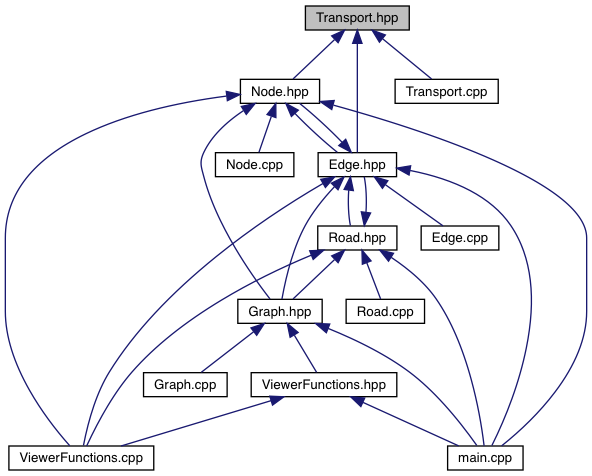 Transport.hpp
Node.hpp
Transport.cpp
Node.cpp
Edge.hpp
Road.hpp
Edge.cpp
Graph.hpp
Road.cpp
Graph.cpp
ViewerFunctions.hpp
ViewerFunctions.cpp
main.cpp